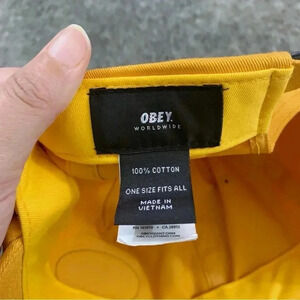 OBEY.
WORLDWIDE
100% COTTON
ONE SIZE FITS ALL
MADE IN
VIETNAM